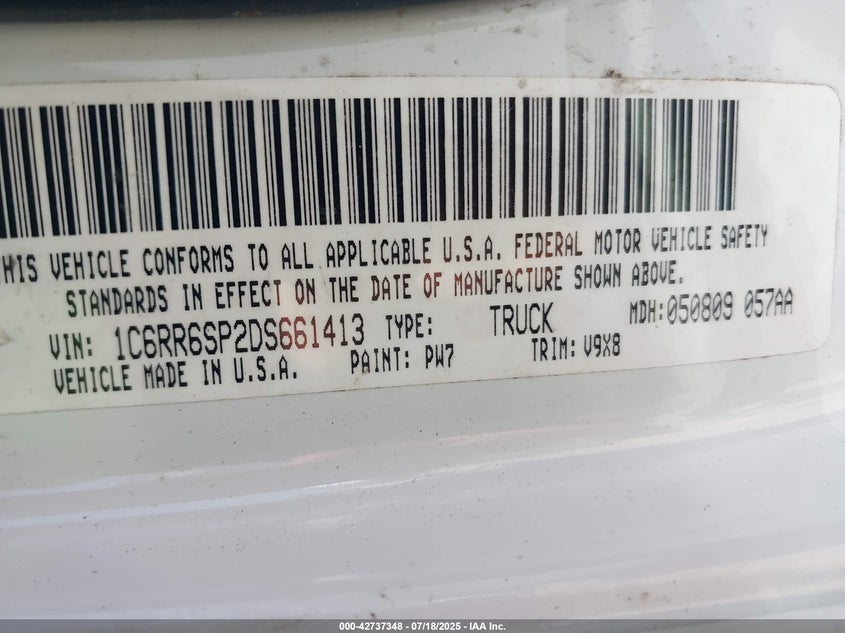 THIS VEHICLE CONFORMS TO ALL APPLICABLE U.S.A. FEDERAL MOTOR VEHICLE SAFETY
STANDARDS IN EFFECT ON THE DATE OF MANUFACTURE SHOWN ABOVE.
VIN: 1C6RR6SP2DS661413 TYPE: TRUCK MDH:050809 057AA
VEHICLE MADE IN U.S.A. PAINT: PW7 TRIM: V9X8
000-42737348 - 07/18/2025 - IAA Inc.